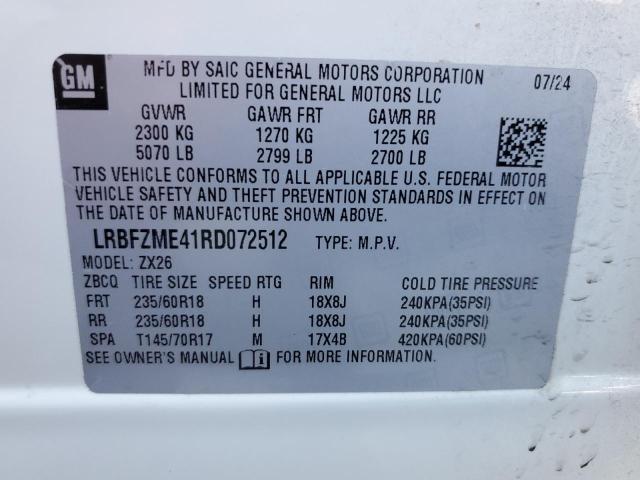 GM
MFD BY SAIC GENERAL MOTORS CORPORATION 07/24
LIMITED FOR GENERAL MOTORS LLC
GVWR GAWR FRT GAWR RR
2300 KG 1270 KG 1225 KG
5070 LB 2799 LB 2700 LB
THIS VEHICLE CONFORMS TO ALL APPLICABLE U.S. FEDERAL MOTOR
VEHICLE SAFETY AND THEFT PREVENTION STANDARDS IN EFFECT ON
THE DATE OF MANUFACTURE SHOWN ABOVE.
LRBFZME41RD072512 TYPE: M.P.V.
MODEL: ZX26
ZBCQ TIRE SIZE SPEED RTG RIM COLD TIRE PRESSURE
FRT 235/60R18 H 18X8J 240KPA(35PSI)
RR 235/60R18 H 18X8J 240KPA(35PSI)
SPA T145/70R17 M 17X4B 420KPA(60PSI)
SEE OWNER'S MANUAL FOR MORE INFORMATION.